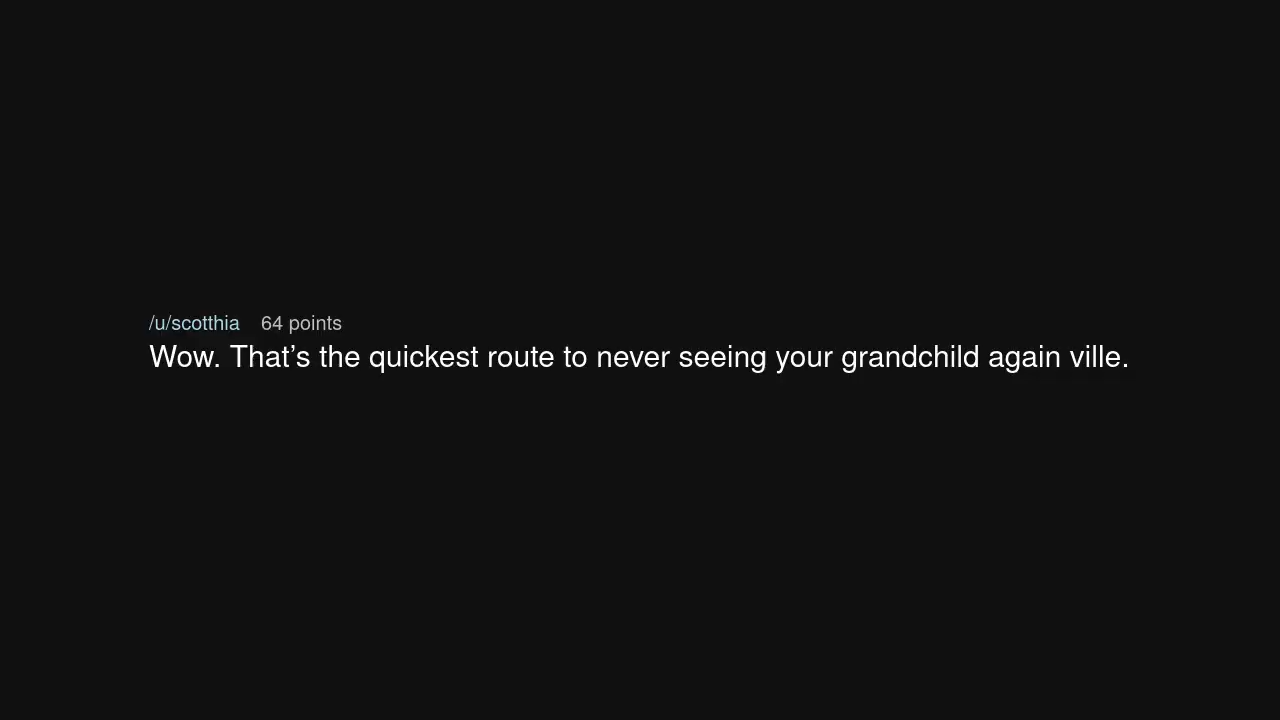 /u/scotthia 64 points
Wow. That’s the quickest route to never seeing your grandchild again ville.